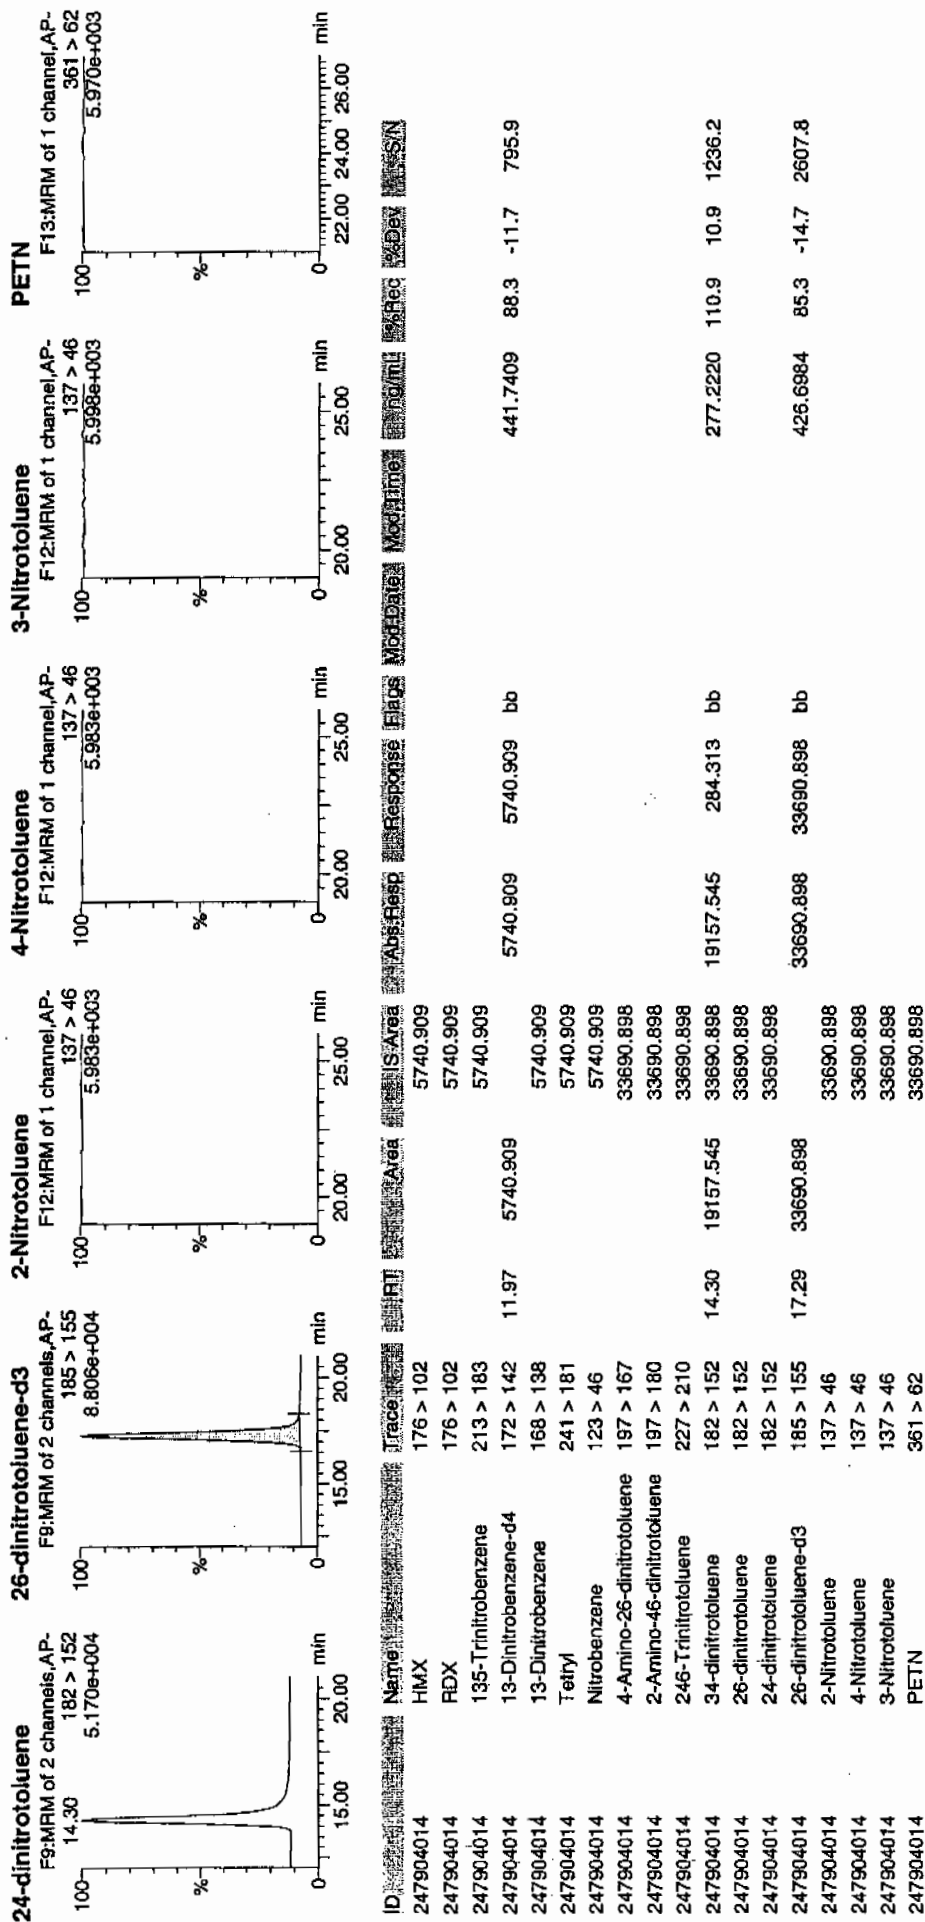 24-dinitrotoluene
F9:MRM of 2 channels,AP-
182 > 152
5.170e+004
14.30
100
%
0
15.00 20.00 min
26-dinitrotoluene-d3
F9:MRM of 2 channels,AP-
185 > 155
8.806e+004
100
%
0
15.00 20.00 min
2-Nitrotoluene
F12:MRM of 1 channel,AP-
137 > 46
5.983e+003
100
%
0
20.00 25.00 min
4-Nitrotoluene
F12:MRM of 1 channel,AP-
137 > 46
5.983e+003
100
%
0
20.00 25.00 min
3-Nitrotoluene
F12:MRM of 1 channel,AP-
137 > 46
5.998e+003
100
%
0
20.00 25.00 min
PETN
F13:MRM of 1 channel,AP-
361 > 62
5.970e+003
100
%
0
22.00 24.00 26.00 min
ID Name Trace RT Area IS Area Abs.Resp Response Flags Mod.Date Mod.Time ng/mL %Rec %Dev S/N
247904014 HMX 176 > 102 5740.909
247904014 RDX 176 > 102 5740.909
247904014 135-Trinitrobenzene 213 > 183 5740.909
247904014 13-Dinitrobenzene-d4 172 > 142 11.97 5740.909 5740.909 5740.909 bb 441.7409 88.3 -11.7 795.9
247904014 13-Dinitrobenzene 168 > 138 5740.909
247904014 Tetryl 241 > 181 5740.909
247904014 Nitrobenzene 123 > 46 5740.909
247904014 4-Amino-26-dinitrotoluene 197 > 167 33690.898
247904014 2-Amino-46-dinitrotoluene 197 > 180 33690.898
247904014 246-Trinitrotoluene 227 > 210 33690.898
247904014 34-dinitrotoluene 182 > 152 14.30 19157.545 33690.898 19157.545 284.313 bb 277.2220 110.9 10.9 1236.2
247904014 26-dinitrotoluene 182 > 152 33690.898
247904014 24-dinitrotoluene 182 > 152 33690.898
247904014 26-dinitrotoluene-d3 185 > 155 17.29 33690.898 33690.898 33690.898 bb 426.6984 85.3 -14.7 2607.8
247904014 2-Nitrotoluene 137 > 46 33690.898
247904014 4-Nitrotoluene 137 > 46 33690.898
247904014 3-Nitrotoluene 137 > 46 33690.898
247904014 PETN 361 > 62 33690.898